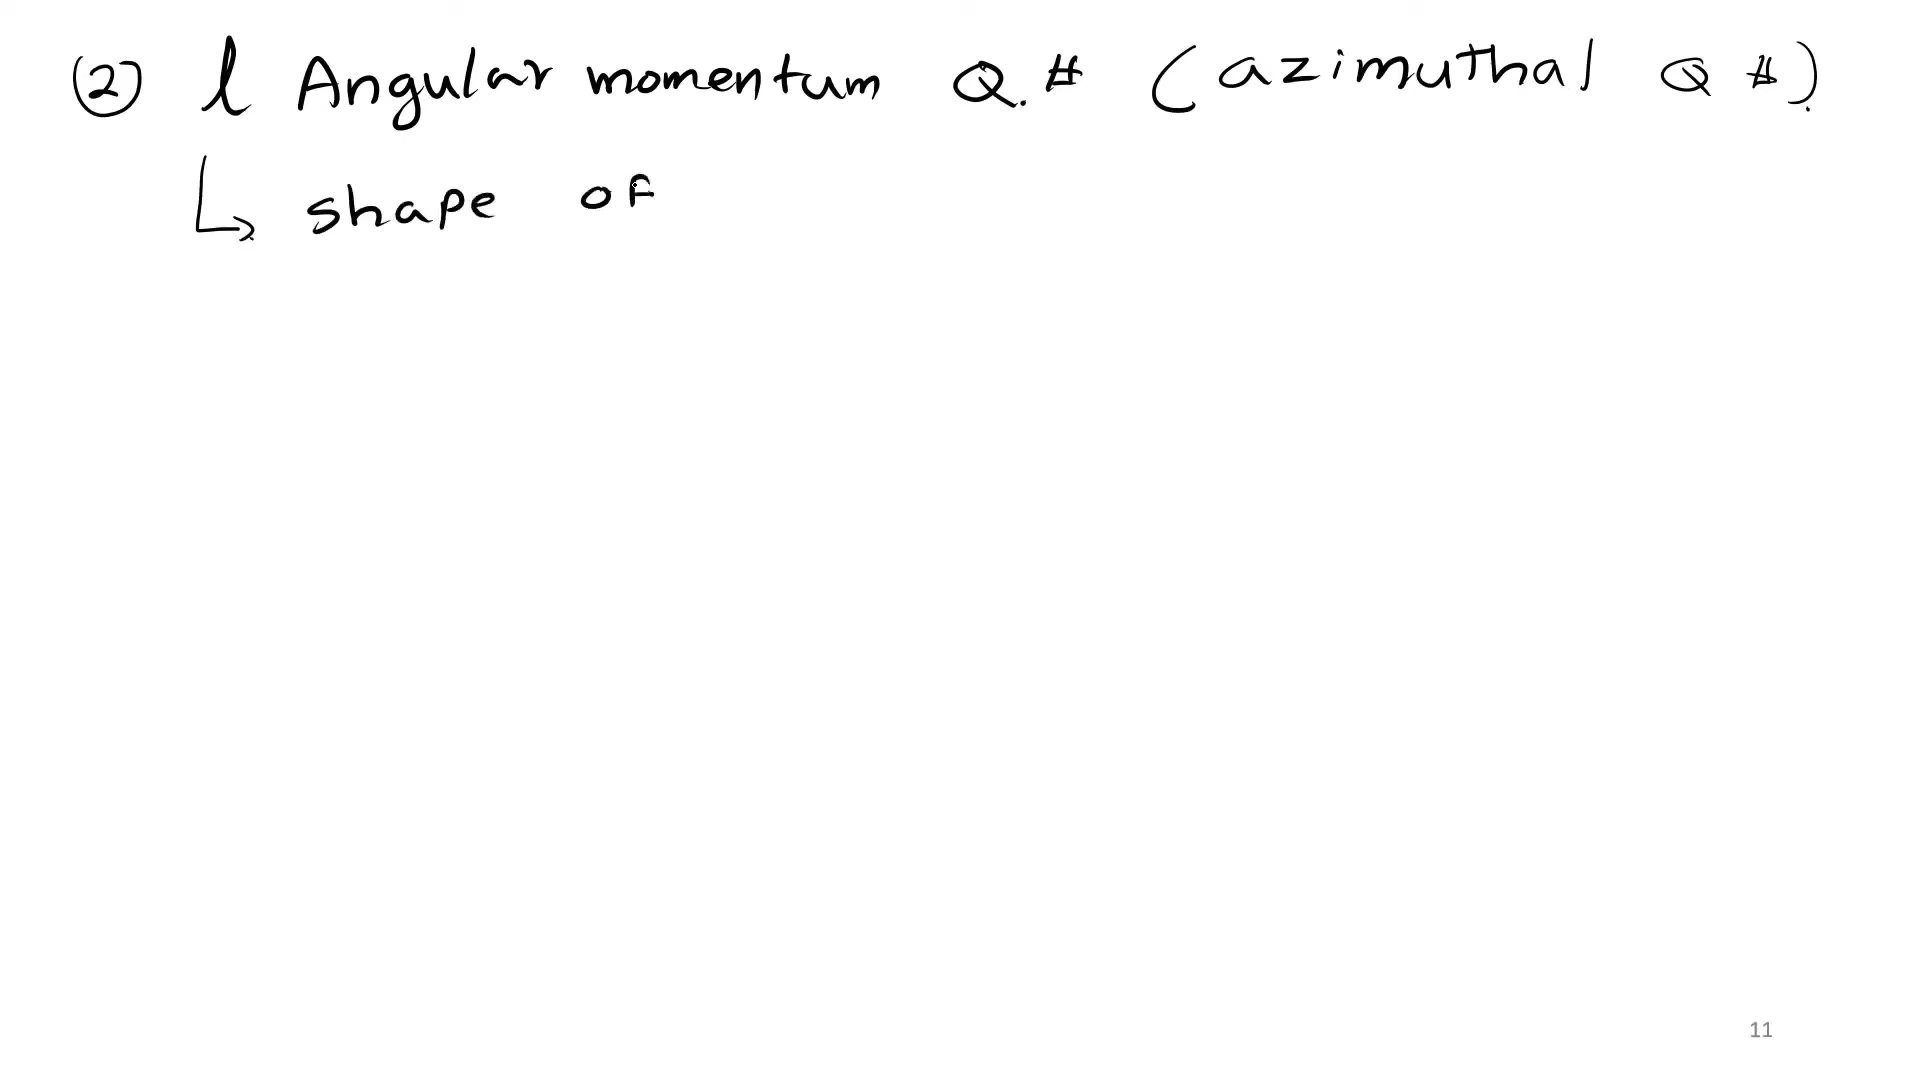 ② l Angular momentum Q.# (azimuthal Q #).
↳ shape of
11